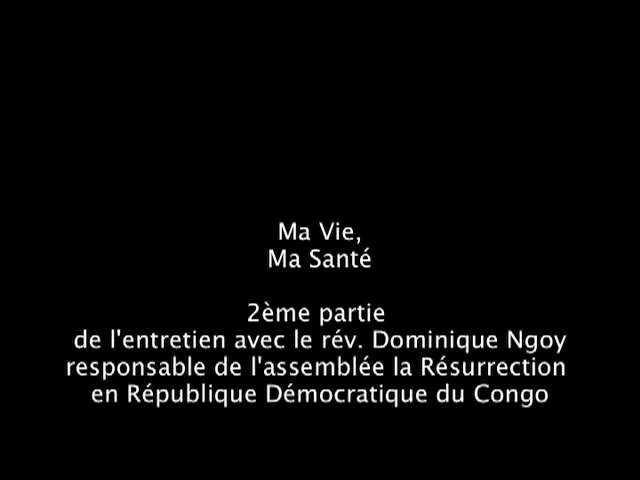 Ma Vie,
Ma Santé
2ème partie
de l'entretien avec le rév. Dominique Ngoy
responsable de l'assemblée la Résurrection
en République Démocratique du Congo